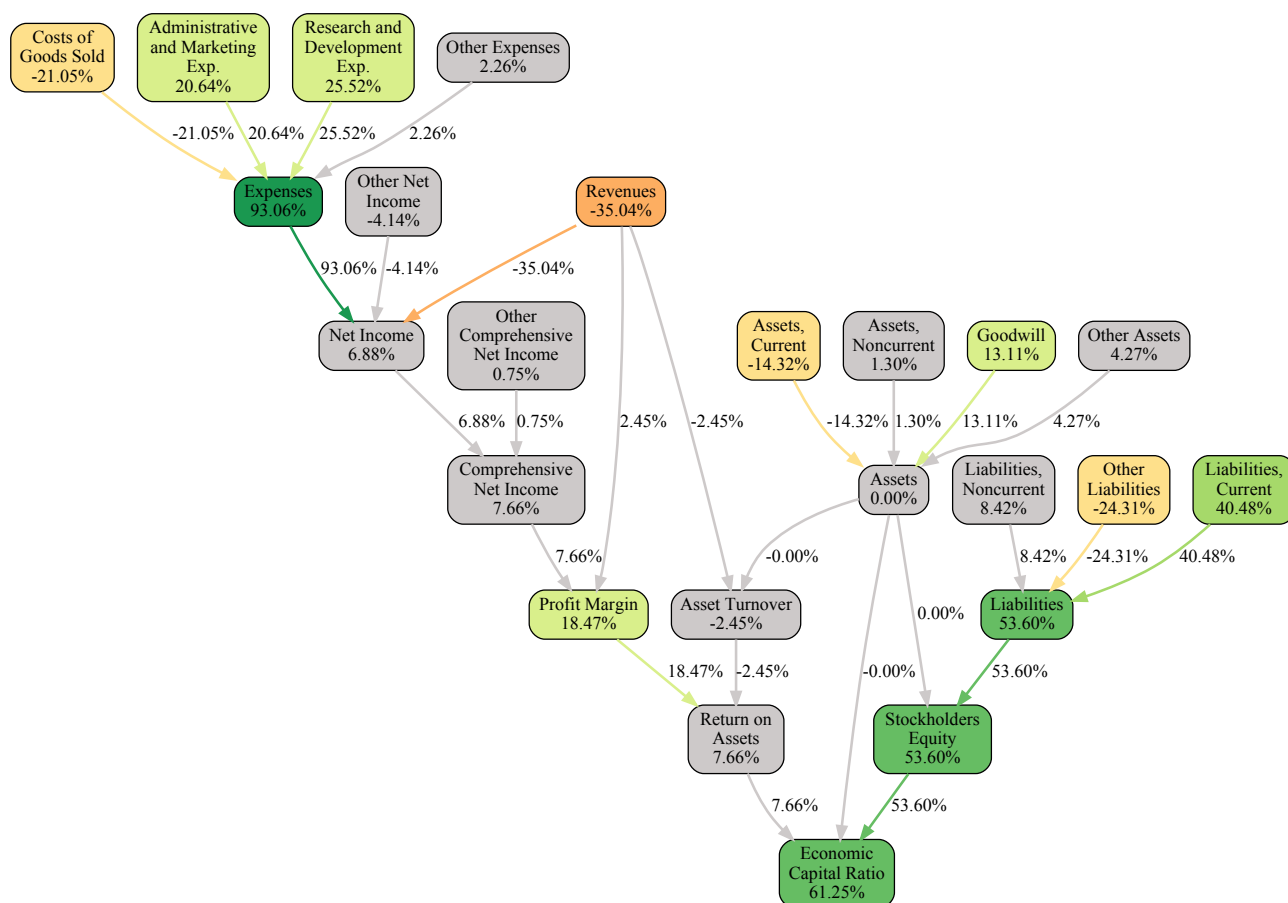 Costs of
Goods Sold
-21.05%
Administrative
and Marketing
Exp.
20.64%
Research and
Development
Exp.
25.52%
Other Expenses
2.26%
-21.05%
20.64%
25.52%
2.26%
Expenses
93.06%
Other Net
Income
-4.14%
Revenues
-35.04%
93.06%
-4.14%
-35.04%
Net Income
6.88%
Other
Comprehensive
Net Income
0.75%
Assets,
Current
-14.32%
Assets,
Noncurrent
1.30%
Goodwill
13.11%
Other Assets
4.27%
6.88%
0.75%
2.45%
-2.45%
-14.32%
1.30%
13.11%
4.27%
Comprehensive
Net Income
7.66%
Assets
0.00%
Liabilities,
Noncurrent
8.42%
Other
Liabilities
-24.31%
Liabilities,
Current
40.48%
7.66%
-0.00%
8.42%
-24.31%
40.48%
Profit Margin
18.47%
Asset Turnover
-2.45%
0.00%
Liabilities
53.60%
18.47%
-2.45%
-0.00%
53.60%
Return on
Assets
7.66%
Stockholders
Equity
53.60%
7.66%
53.60%
Economic
Capital Ratio
61.25%